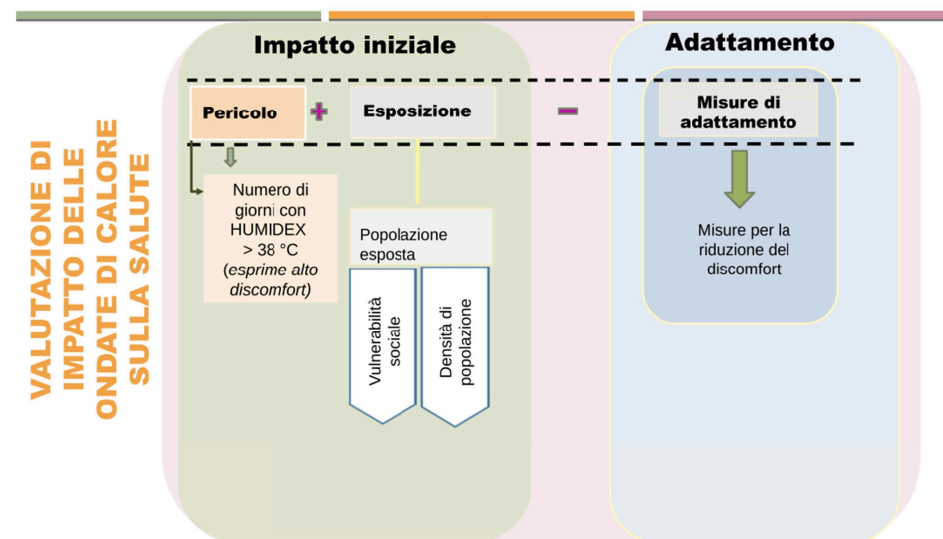 VALUTAZIONE DI
IMPATTO DELLE
ONDATE DI CALORE
SULLA SALUTE
Impatto iniziale
Adattamento
Pericolo
+
Esposizione
-
Misure di
adattamento
Numero di
giorni con
HUMIDEX
> 38 °C
(esprime alto
discomfort)
Popolazione
esposta
Vulnerabilità
sociale
Densità di
popolazione
Misure per la
riduzione del
discomfort